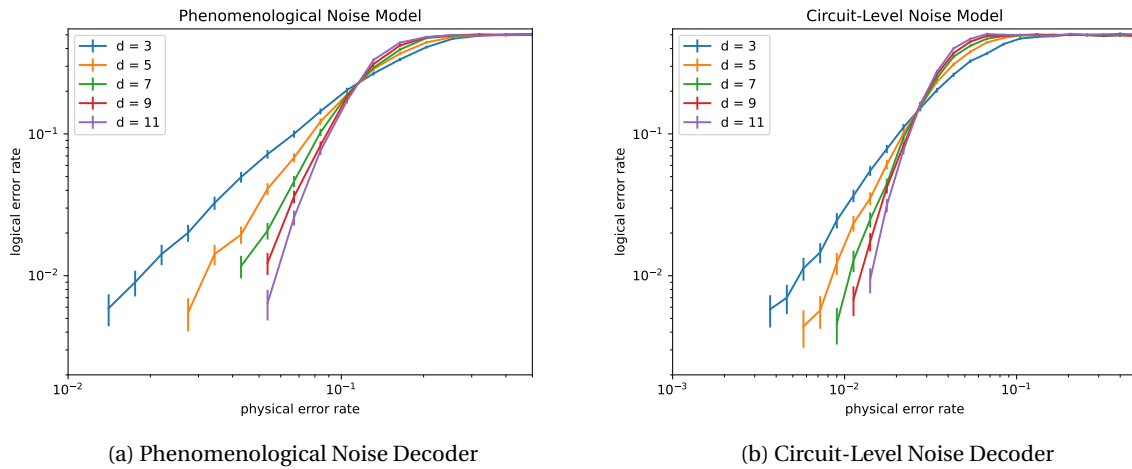 Phenomenological Noise Model
d = 3
d = 5
d = 7
d = 9
d = 11
logical error rate
10⁻¹
10⁻²
10⁻²
10⁻¹
physical error rate
(a) Phenomenological Noise Decoder
Circuit-Level Noise Model
d = 3
d = 5
d = 7
d = 9
d = 11
logical error rate
10⁻¹
10⁻²
10⁻³
10⁻²
10⁻¹
physical error rate
(b) Circuit-Level Noise Decoder